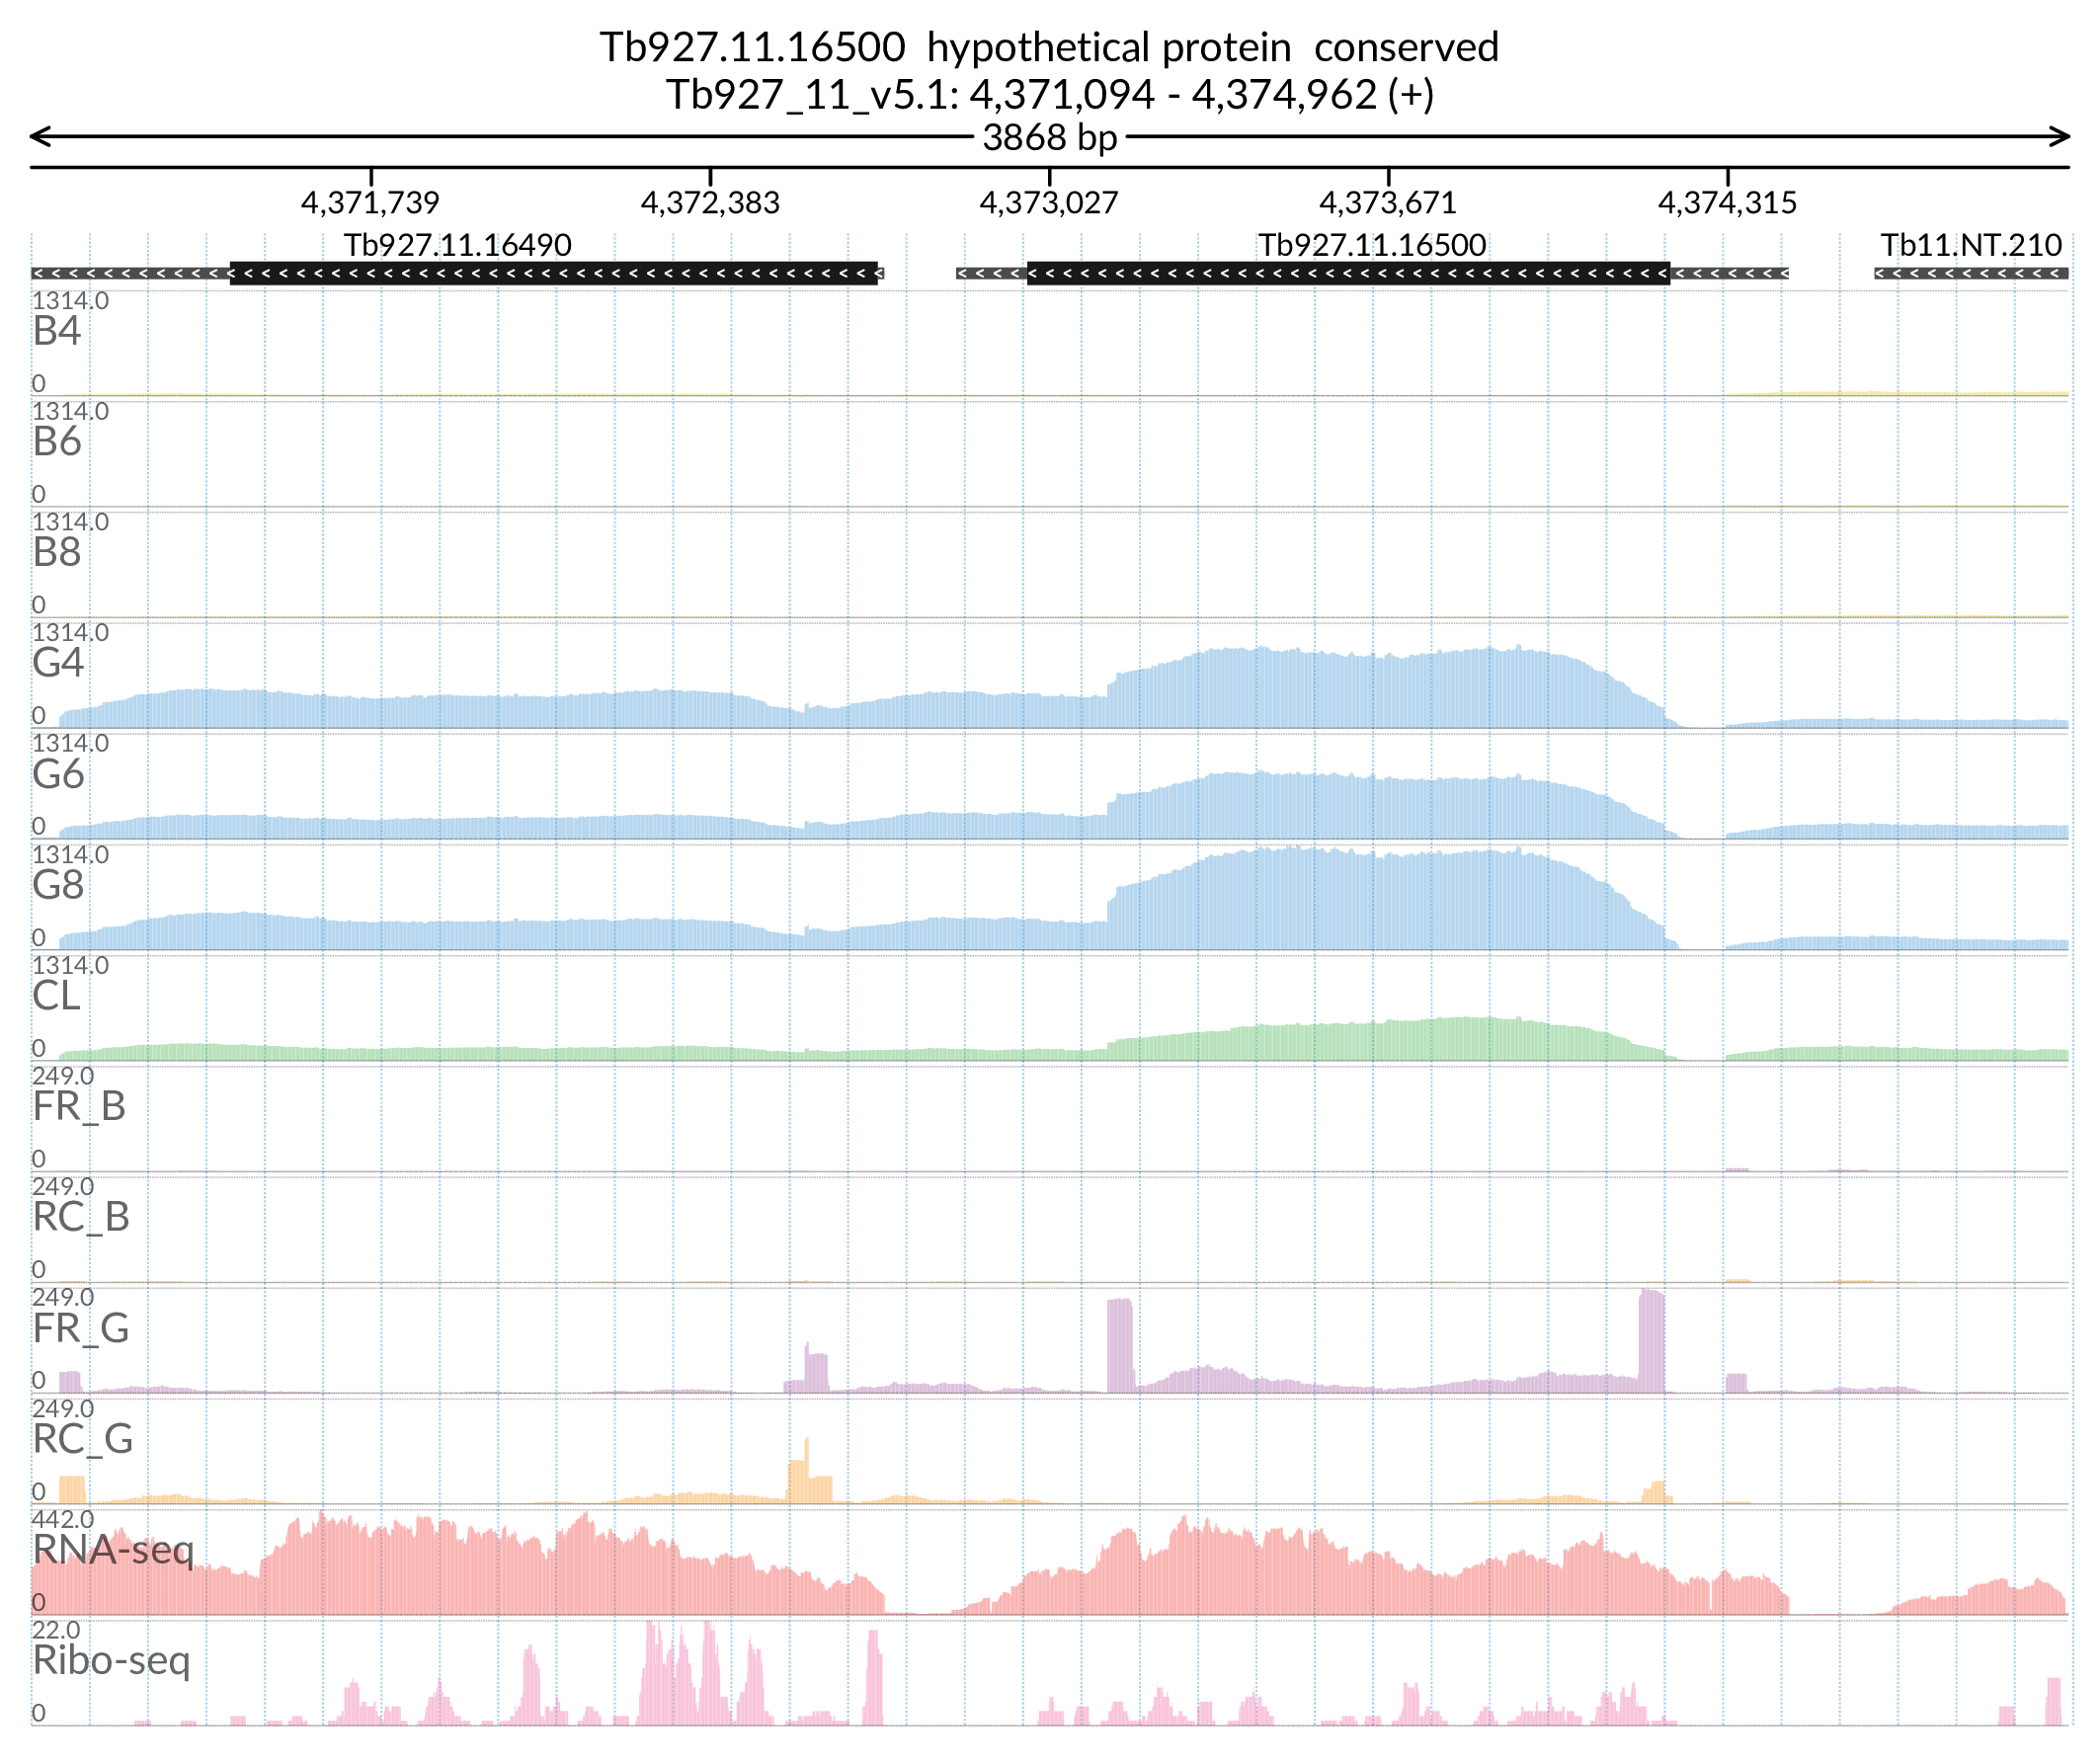 Tb927.11.16500 hypothetical protein conserved
Tb927_11_v5.1: 4,371,094 - 4,374,962 (+)
3868 bp
4,371,739 4,372,383 4,373,027 4,373,671 4,374,315
Tb927.11.16490 Tb927.11.16500 Tb11.NT.210
1314.0
B4
0
1314.0
B6
0
1314.0
B8
0
1314.0
G4
0
1314.0
G6
0
1314.0
G8
0
1314.0
CL
0
249.0
FR_B
0
249.0
RC_B
0
249.0
FR_G
0
249.0
RC_G
0
442.0
RNA-seq
0
22.0
Ribo-seq
0